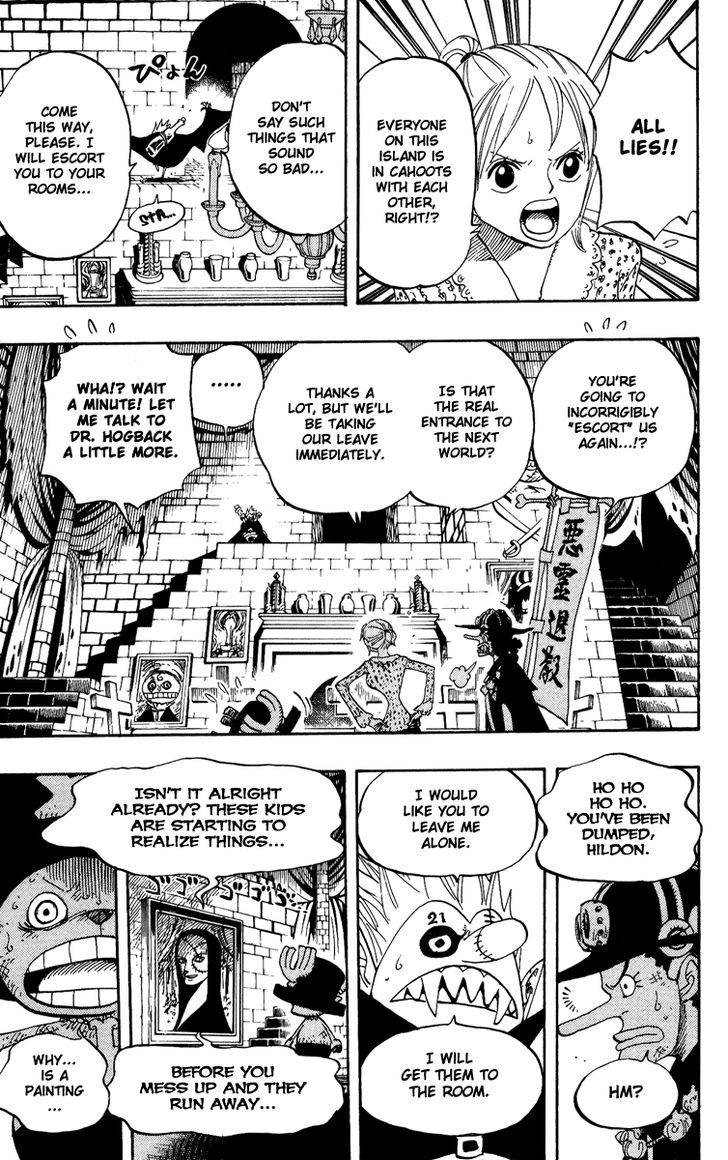 ALL
LIES!!
EVERYONE
ON THIS
ISLAND IS
IN CAHOOTS
WITH EACH
OTHER,
RIGHT!?
DON'T
SAY SUCH
THINGS THAT
SOUND
SO BAD...
ぴょん
COME
THIS WAY,
PLEASE. I
WILL ESCORT
YOU TO YOUR
ROOMS...
YOU'RE
GOING TO
INCORRIGIBLY
"ESCORT" US
AGAIN...!?
IS THAT
THE REAL
ENTRANCE TO
THE NEXT
WORLD?
THANKS A
LOT, BUT WE'LL
BE TAKING
OUR LEAVE
IMMEDIATELY.
.....
WHA!? WAIT
A MINUTE! LET
ME TALK TO
DR. HOGBACK
A LITTLE MORE.
悪霊退散
HO HO
HO HO.
YOU'VE BEEN
DUMPED,
HILDON.
HM?
I WOULD
LIKE YOU TO
LEAVE ME
ALONE.
21
I WILL
GET THEM TO
THE ROOM.
ISN'T IT ALRIGHT
ALREADY? THESE KIDS
ARE STARTING TO
REALIZE THINGS...
BEFORE YOU
MESS UP AND THEY
RUN AWAY...
WHY...
IS A
PAINTING
...